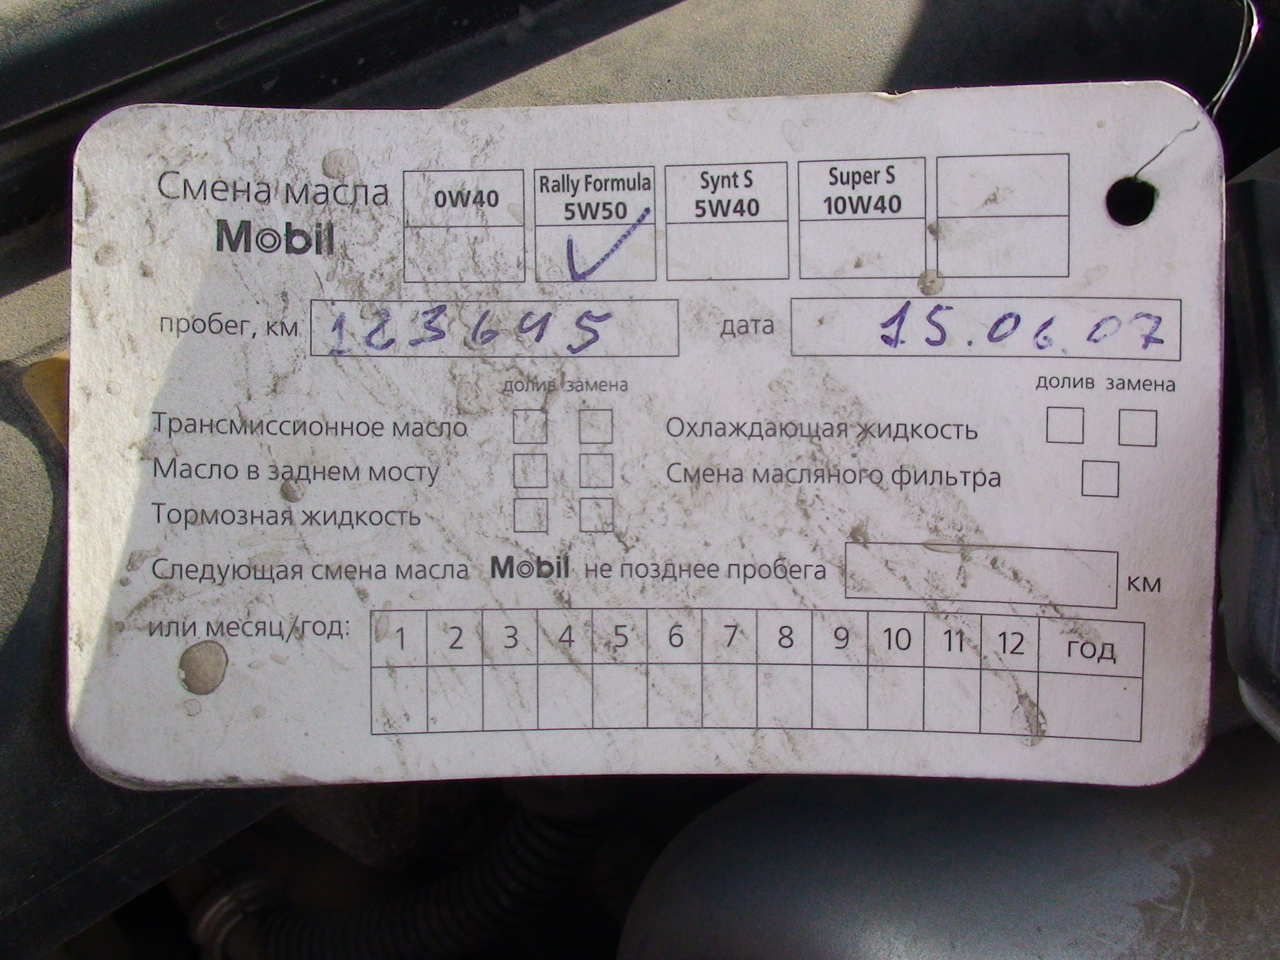 Смена масла 0W40 Rally Formula 5W50 Synt S 5W40 Super S 10W40
Mobil
пробег, км 123645 дата 15.06.07
долив замена долив замена
Трансмиссионное масло Охлаждающая жидкость
Масло в заднем мосту Смена масляного фильтра
Тормозная жидкость
Следующая смена масла Mobil не позднее пробега км
или месяц/год: 1 2 3 4 5 6 7 8 9 10 11 12 год